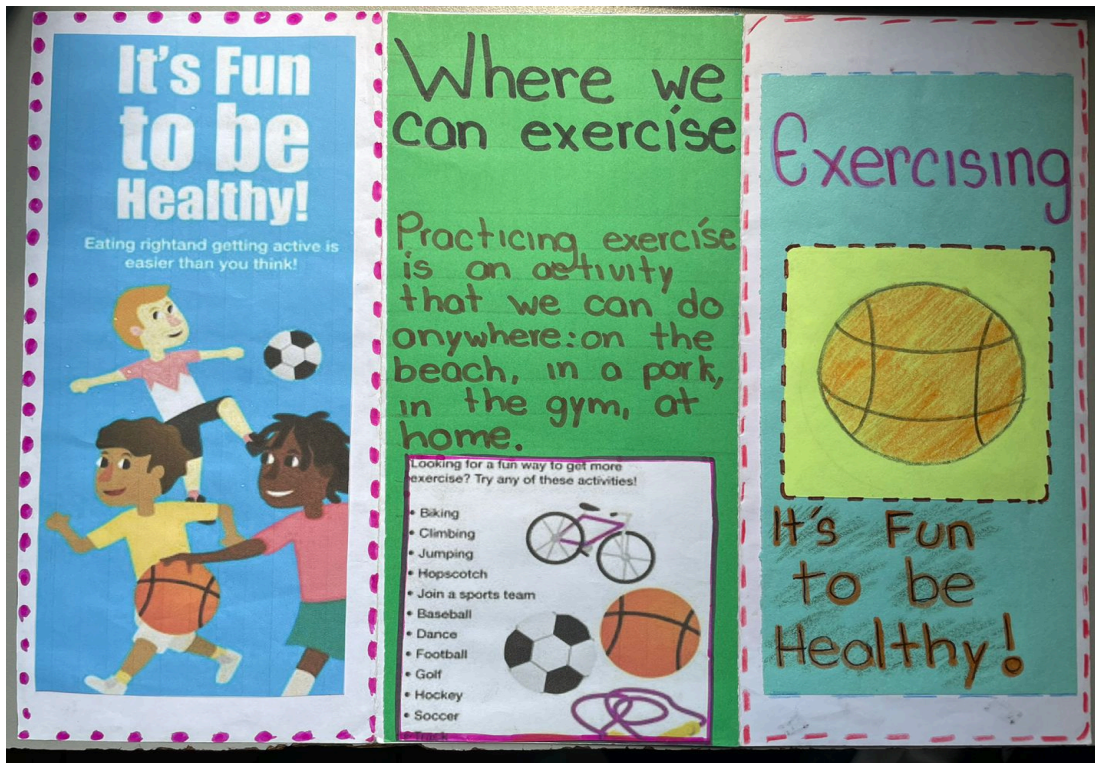 It's Fun
to be
Healthy!
Eating rightand getting active is
easier than you think!
Where we
can exercise
Practicing exercise
is an activity
that we can do
anywhere: on the
beach, in a park,
in the gym, at
home.
Looking for a fun way to get more
exercise? Try any of these activities!
• Biking
• Climbing
• Jumping
• Hopscotch
• Join a sports team
• Baseball
• Dance
• Football
• Golf
• Hockey
• Soccer
• Track
Exercising
It's Fun
to be
Healthy!